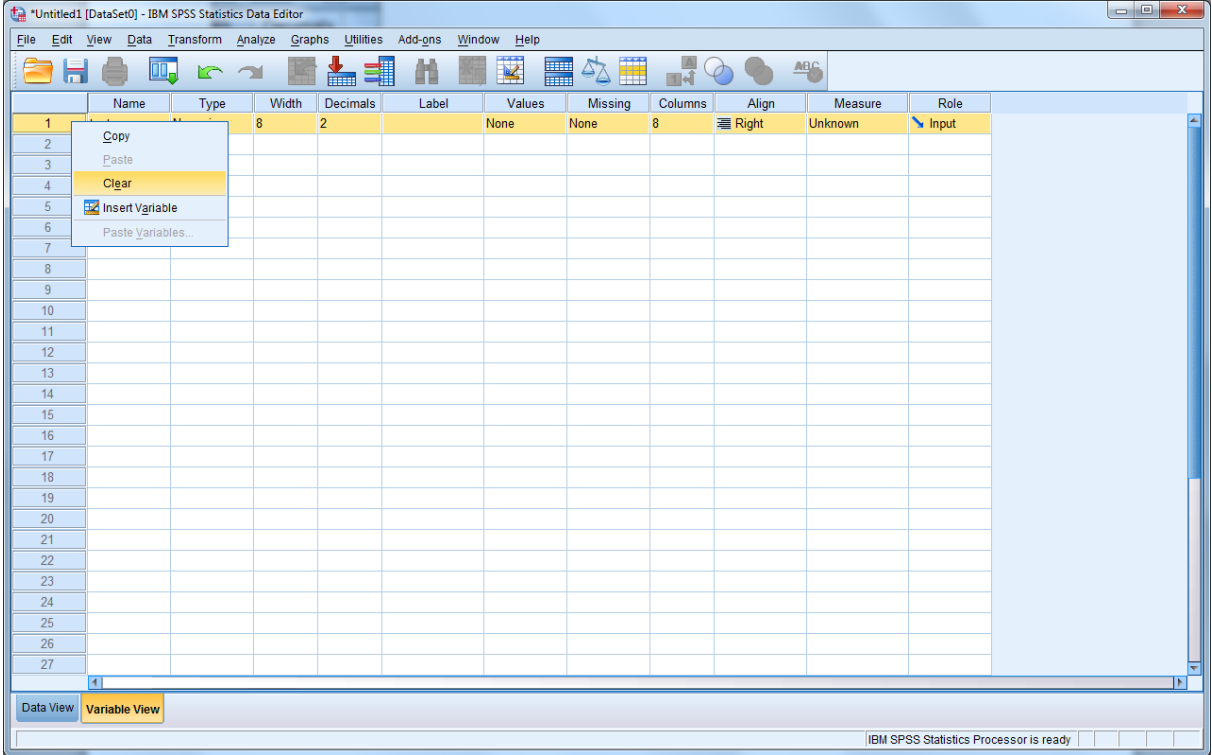 *Untitled1 [DataSet0] - IBM SPSS Statistics Data Editor
File Edit View Data Transform Analyze Graphs Utilities Add-ons Window Help
A
1 4
ABC
Name Type Width Decimals Label Values Missing Columns Align Measure Role
1 8 2 None None 8 Right Unknown Input
Copy
Paste
Clear
Insert Variable
Paste Variables...
2
3
4
5
6
7
8
9
10
11
12
13
14
15
16
17
18
19
20
21
22
23
24
25
26
27
Data View Variable View
IBM SPSS Statistics Processor is ready